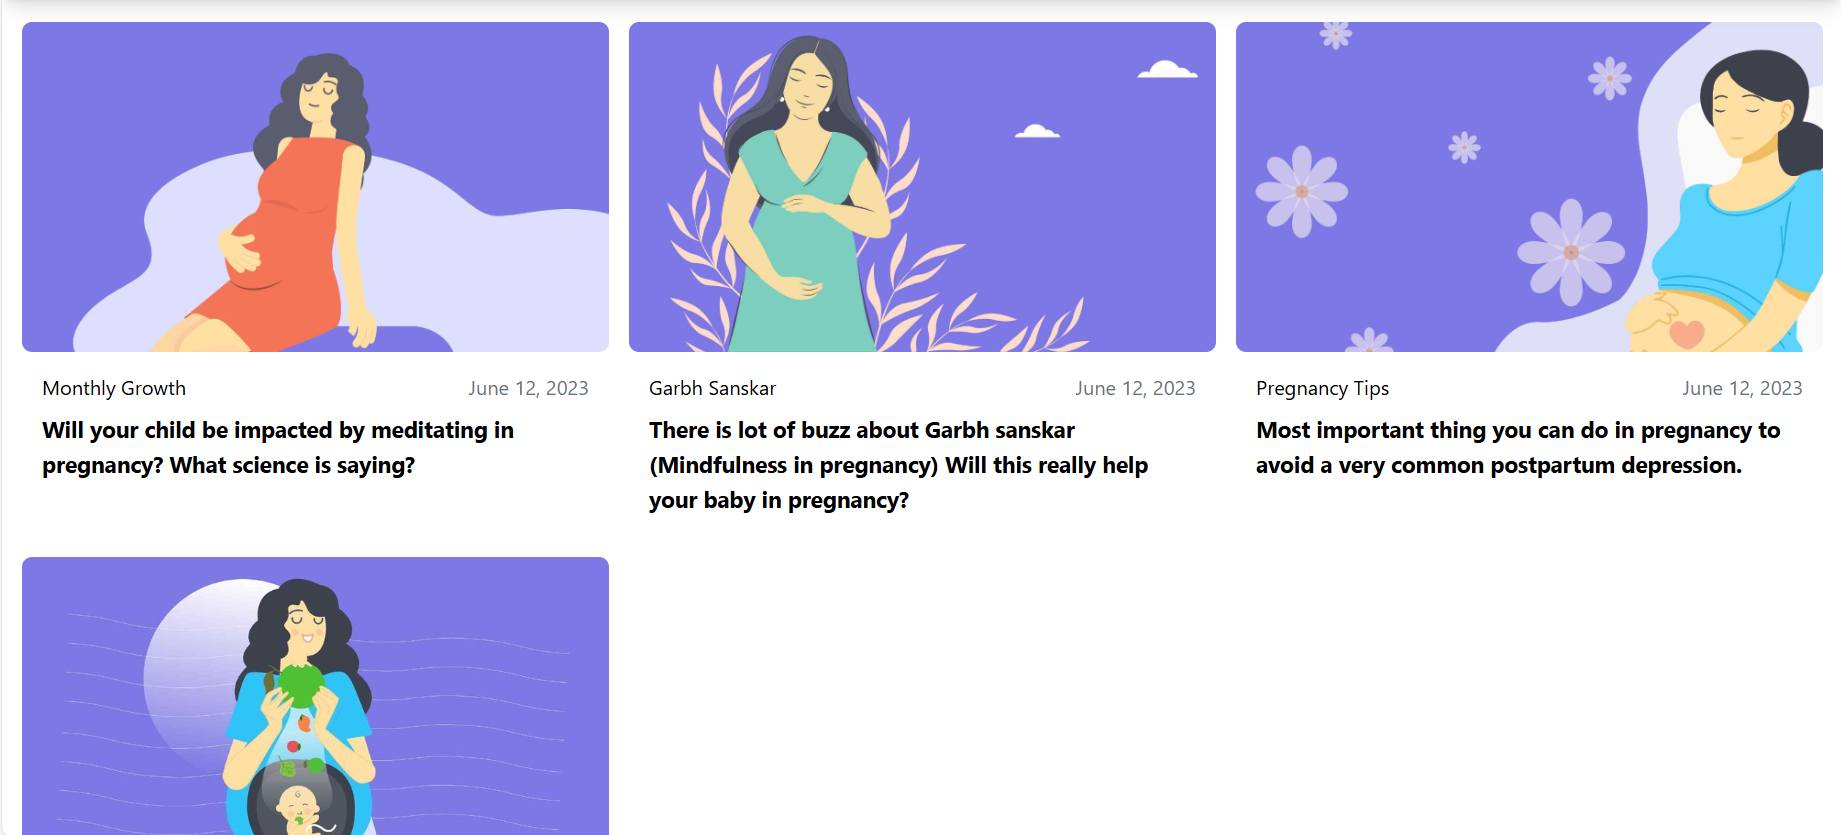 Monthly Growth
June 12, 2023
Will your child be impacted by meditating in
pregnancy? What science is saying?
Garbh Sanskar
June 12, 2023
There is lot of buzz about Garbh sanskar
(Mindfulness in pregnancy) Will this really help
your baby in pregnancy?
Pregnancy Tips
June 12, 2023
Most important thing you can do in pregnancy to
avoid a very common postpartum depression.